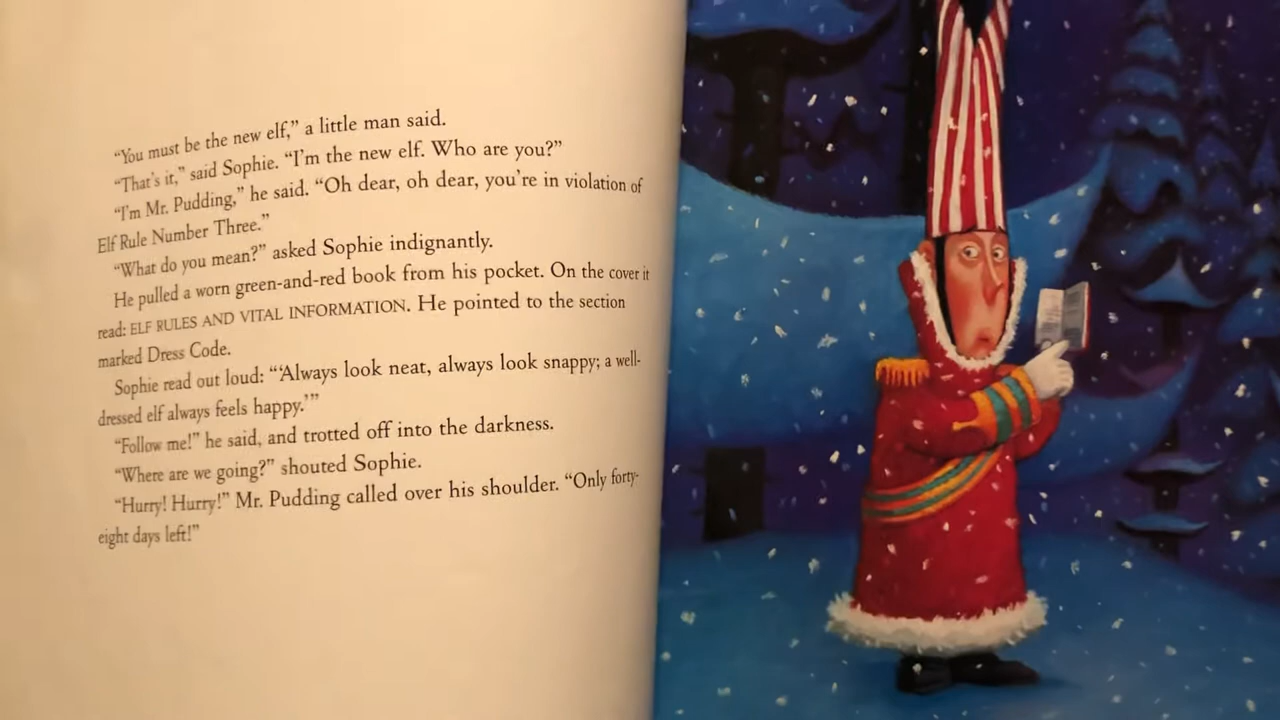 “You must be the new elf,” a little man said.
“That’s it,” said Sophie. “I’m the new elf. Who are you?”
“I’m Mr. Pudding,” he said. “Oh dear, oh dear, you’re in violation of
Elf Rule Number Three.”
“What do you mean?” asked Sophie indignantly.
He pulled a worn green-and-red book from his pocket. On the cover it
read: ELF RULES AND VITAL INFORMATION. He pointed to the section
marked Dress Code.
Sophie read out loud: “‘Always look neat, always look snappy; a well-
dressed elf always feels happy.’”
“Follow me!” he said, and trotted off into the darkness.
“Where are we going?” shouted Sophie.
“Hurry! Hurry!” Mr. Pudding called over his shoulder. “Only forty-
eight days left!”